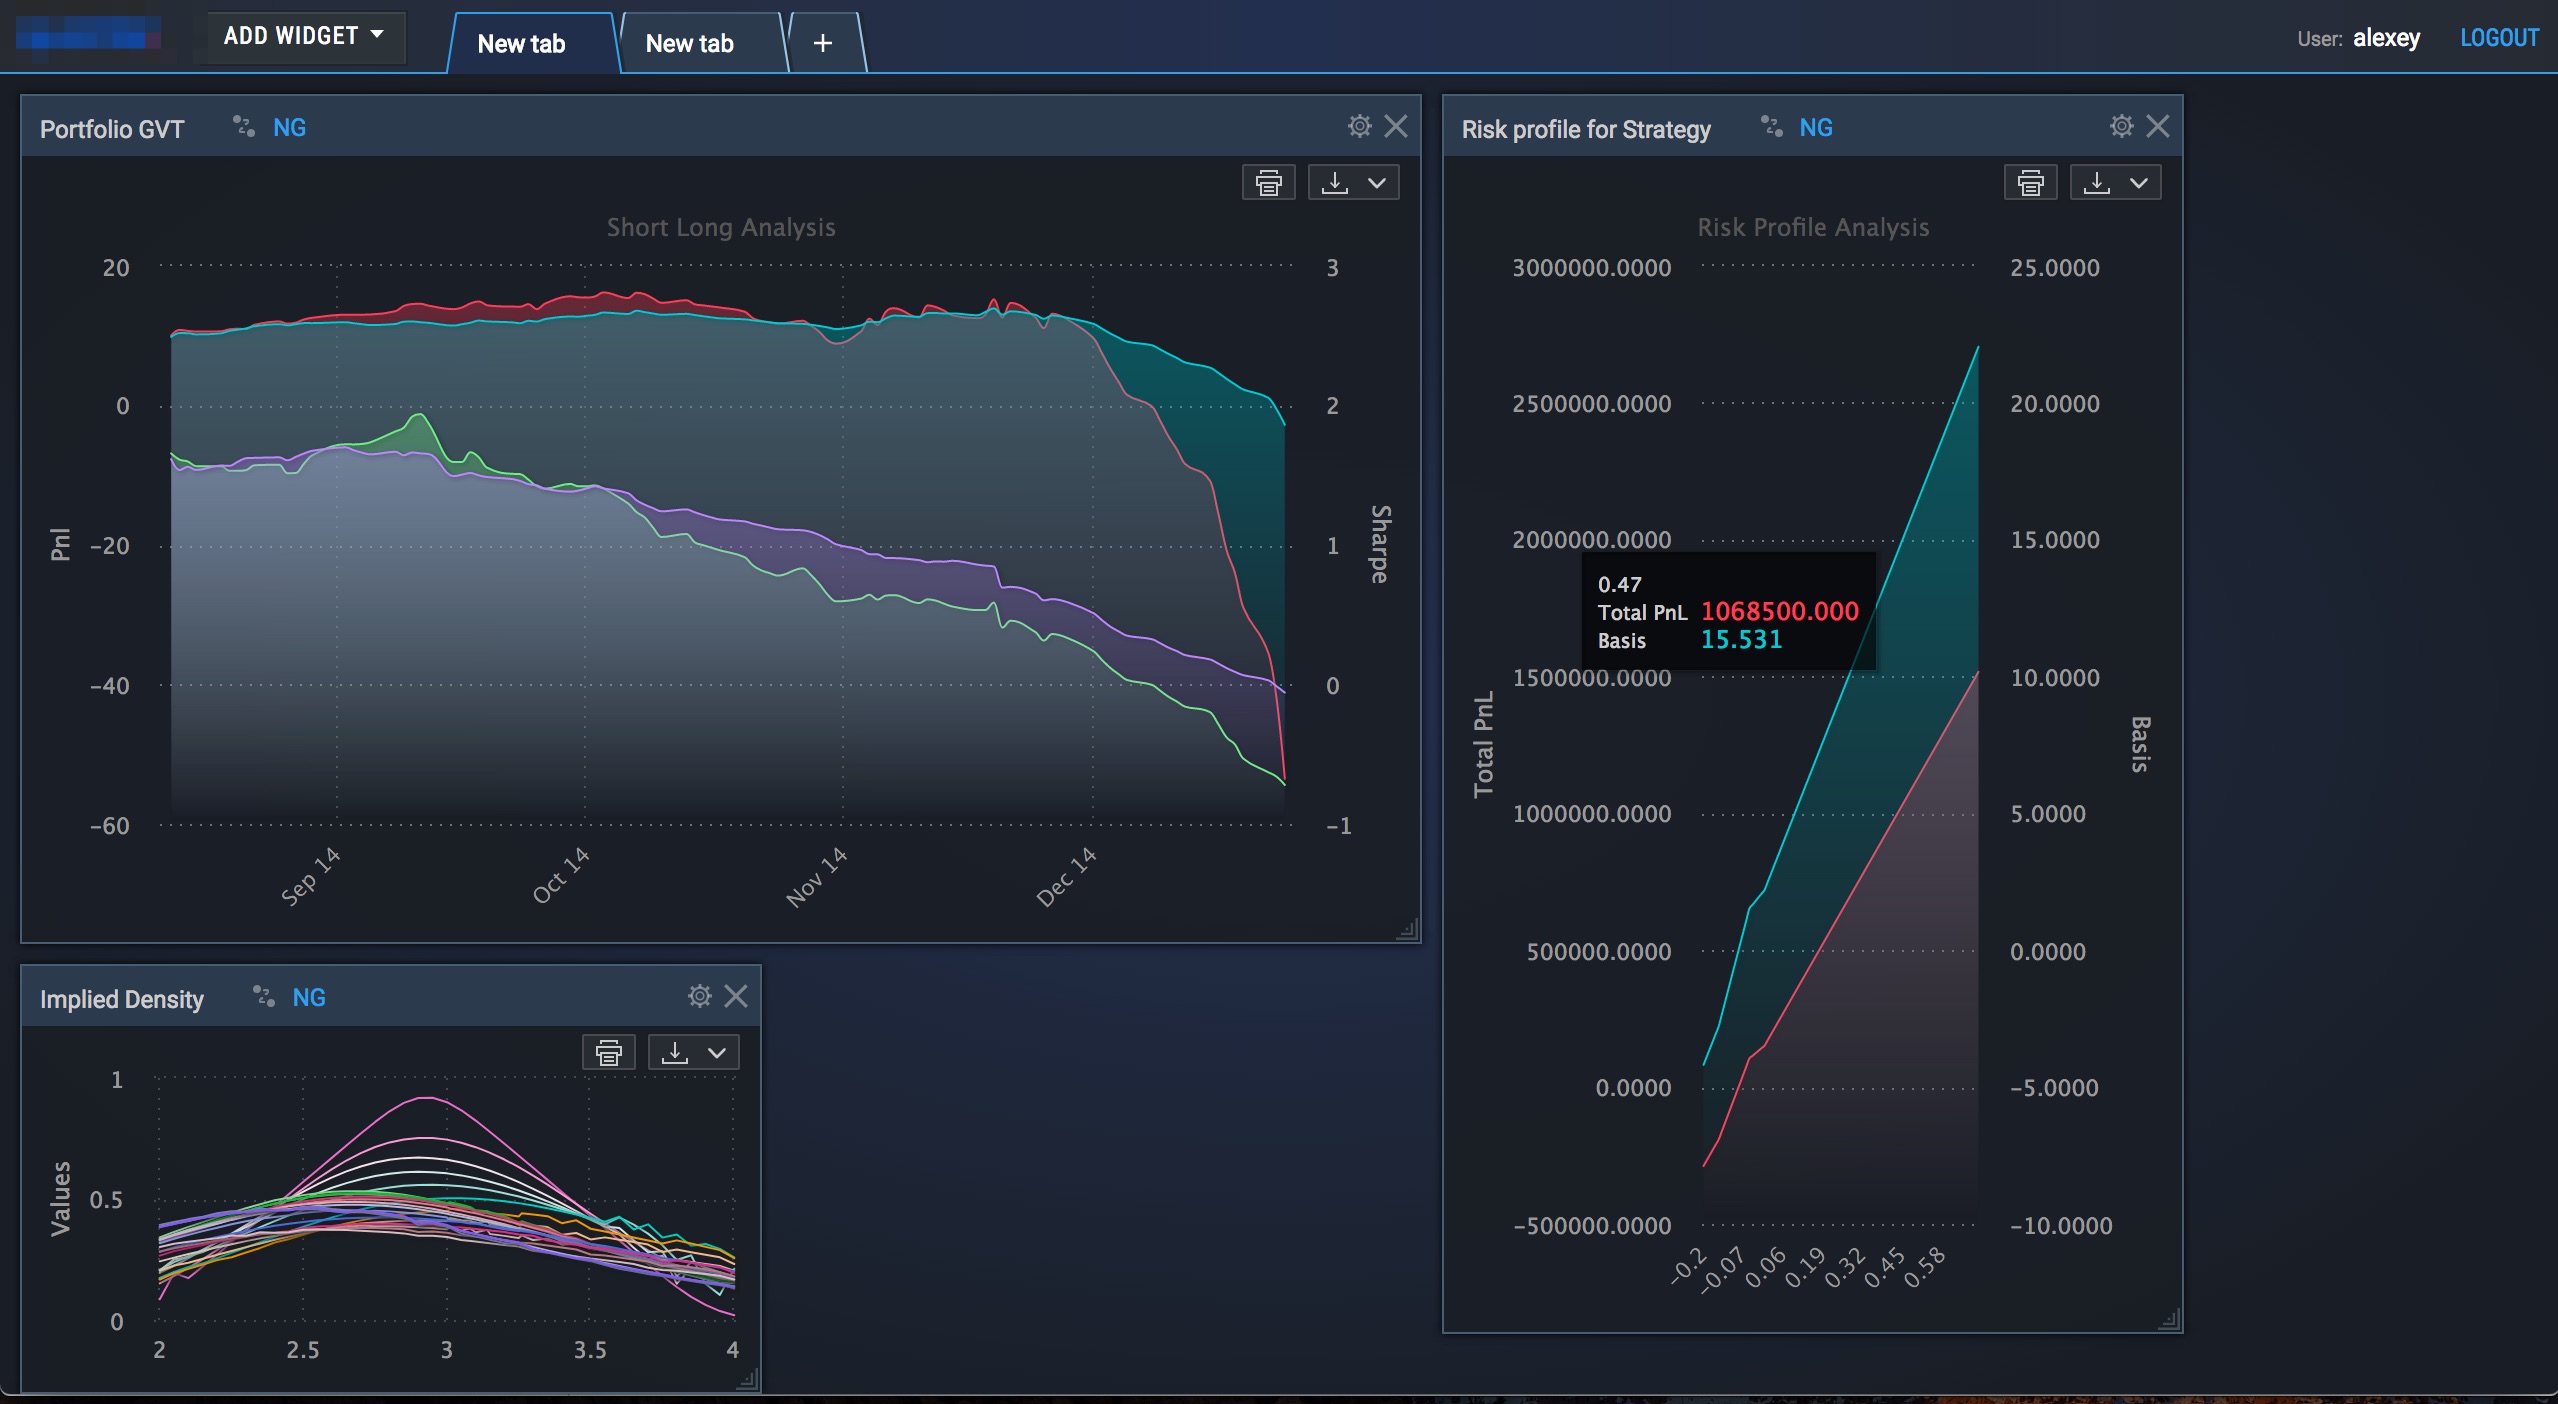 ADD WIDGET
New tab
New tab
+
User: alexey
LOGOUT
Portfolio GVT
NG
Short Long Analysis
20
0
−20
−40
−60
Pnl
3
2
1
0
−1
Sharpe
Sep 14
Oct 14
Nov 14
Dec 14
Risk profile for Strategy
NG
Risk Profile Analysis
3000000.0000
2500000.0000
2000000.0000
1500000.0000
1000000.0000
500000.0000
0.0000
−500000.0000
Total PnL
0.47
Total PnL 1068500.000
Basis 15.531
25.0000
20.0000
15.0000
10.0000
5.0000
0.0000
−5.0000
−10.0000
Basis
−0.2
−0.07
0.06
0.19
0.32
0.45
0.58
Implied Density
NG
1
0.5
0
Values
2
2.5
3
3.5
4